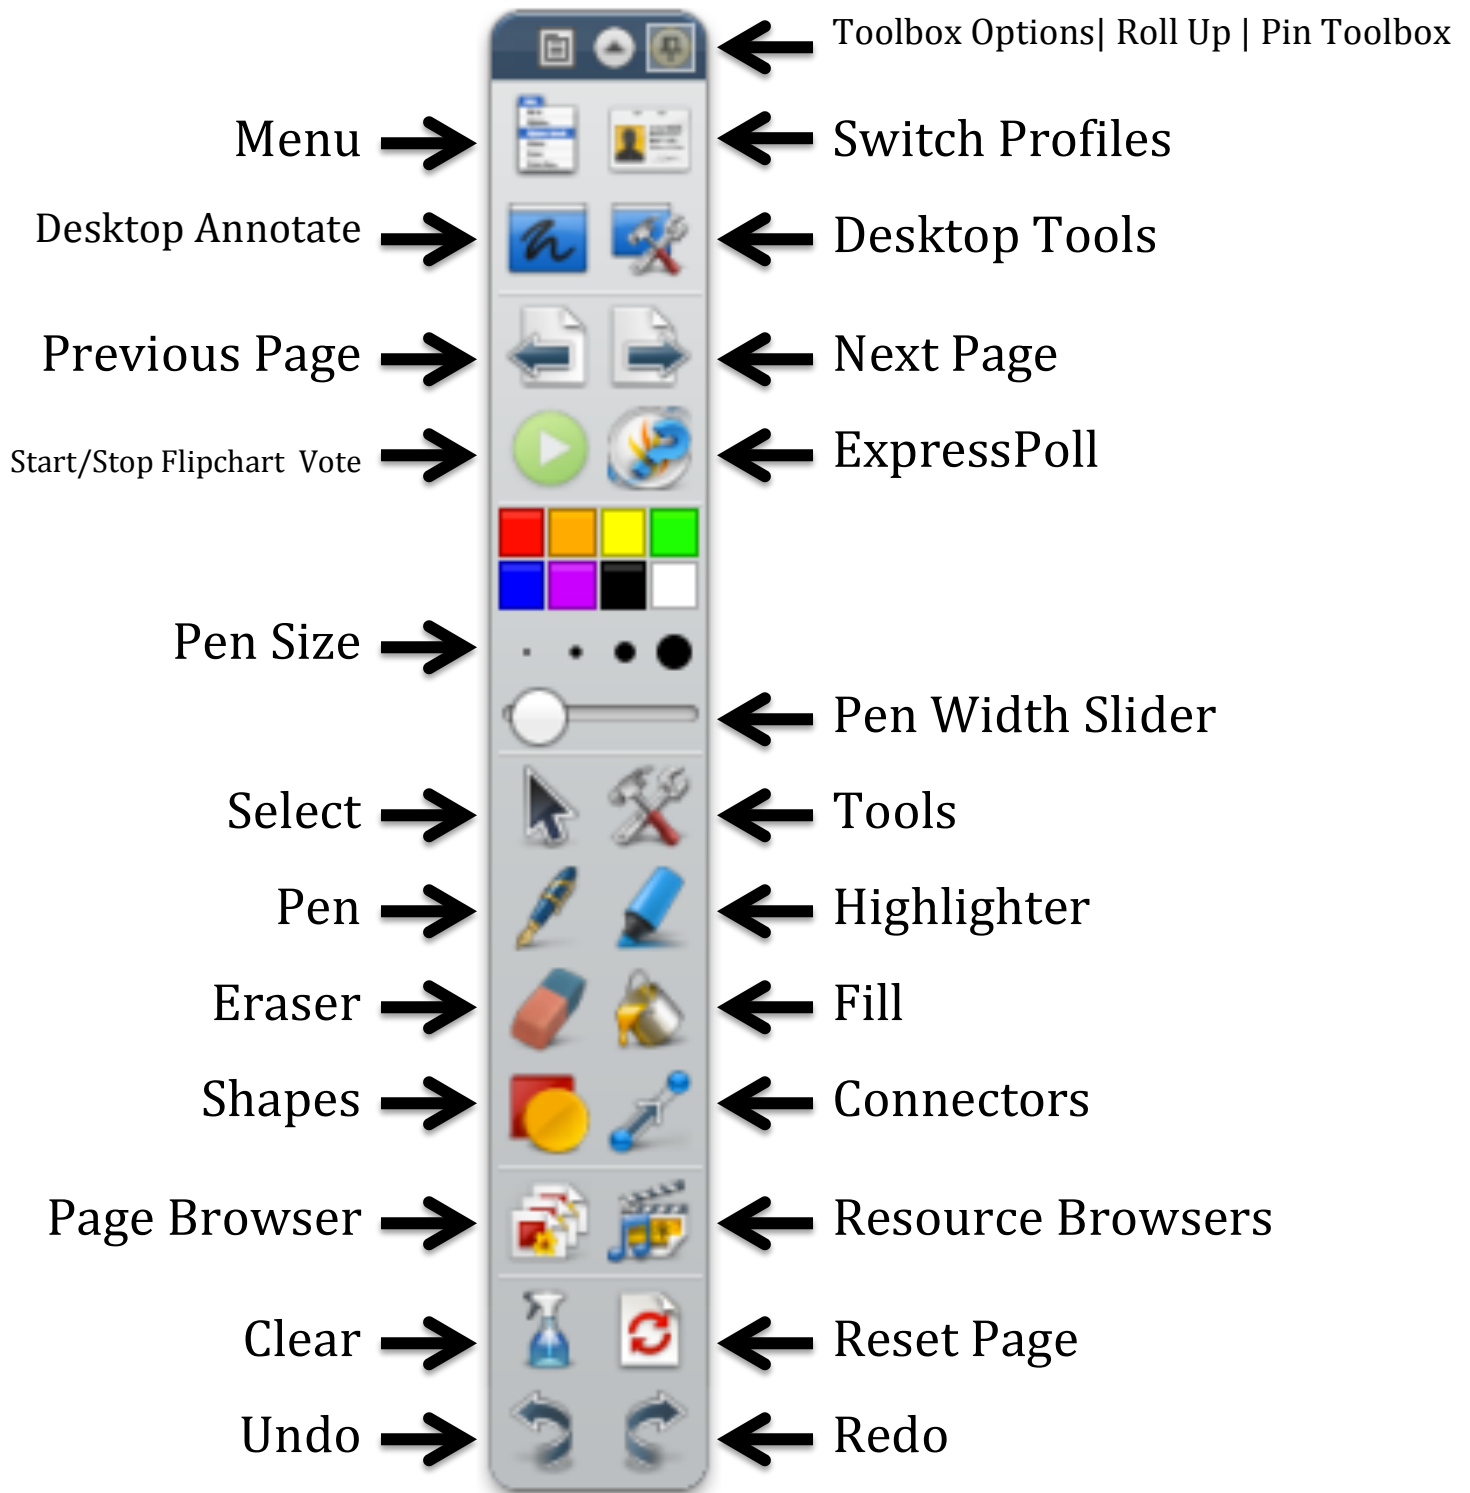 Toolbox Options| Roll Up | Pin Toolbox
Menu
Switch Profiles
Desktop Annotate
Desktop Tools
Previous Page
Next Page
Start/Stop Flipchart Vote
ExpressPoll
Pen Size
Pen Width Slider
Select
Tools
Pen
Highlighter
Eraser
Fill
Shapes
Connectors
Page Browser
Resource Browsers
Clear
Reset Page
Undo
Redo